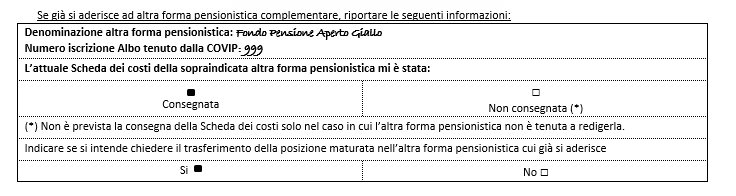 Se già si aderisce ad altra forma pensionistica complementare, riportare le seguenti informazioni:
Denominazione altra forma pensionistica: Fondo Pensione Aperto Giallo
Numero iscrizione Albo tenuto dalla COVIP: 999
L'attuale Scheda dei costi della sopraindicata altra forma pensionistica mi è stata:
■ □
Consegnata Non consegnata (*)
(*) Non è prevista la consegna della Scheda dei costi solo nel caso in cui l'altra forma pensionistica non è tenuta a redigerla.
Indicare se si intende chiedere il trasferimento della posizione maturata nell'altra forma pensionistica cui già si aderisce
Si ■ No □